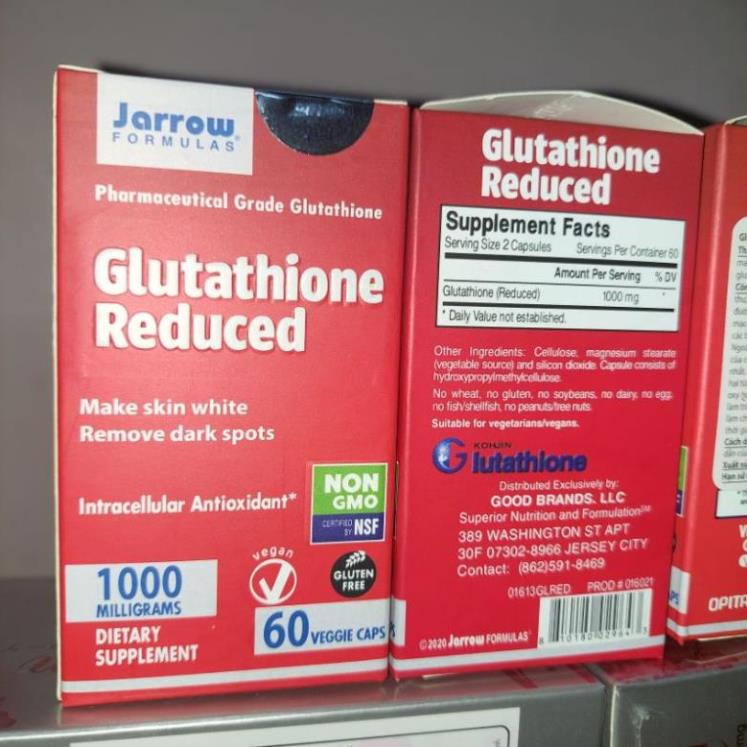 Jarrow
FORMULAS®
Pharmaceutical Grade Glutathione
Glutathione
Reduced
Make skin white
Remove dark spots
Intracellular Antioxidant*
NON
GMO
CERTIFIED
BY NSF
vegan
GLUTEN
FREE
1000
MILLIGRAMS
DIETARY
SUPPLEMENT
60 VEGGIE CAPS
Glutathione
Reduced
Supplement Facts
Serving Size 2 Capsules Servings Per Container 60
Amount Per Serving % DV
Glutathione (Reduced) 1000 mg *
* Daily Value not established.
Other Ingredients: Cellulose, magnesium stearate
(vegetable source) and silicon dioxide. Capsule consists of
hydroxypropylmethylcellulose.
No wheat, no gluten, no soybeans, no dairy, no egg,
no fish/shellfish, no peanuts/tree nuts.
Suitable for vegetarians/vegans.
KOHJIN
Glutathione
Distributed Exclusively by:
GOOD BRANDS. LLC
Superior Nutrition and Formulation℠
389 WASHINGTON ST APT
30F 07302-8966 JERSEY CITY
Contact: (862)591-8469
01613GLRED PROD # 016021
©2020 Jarrow FORMULAS®
OPITR